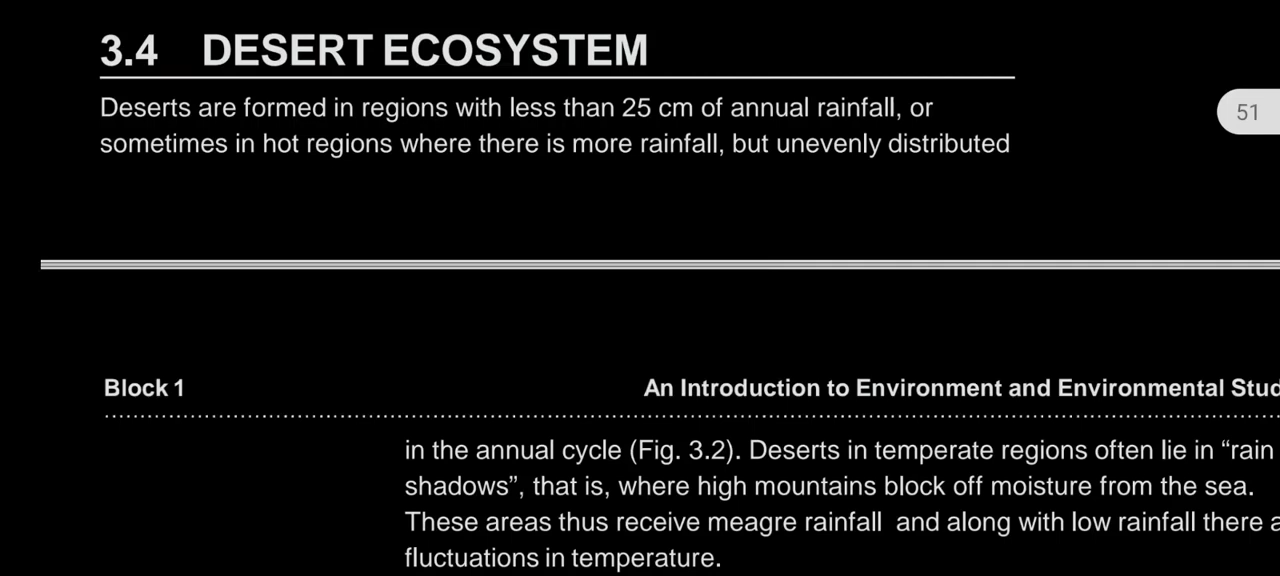 3.4 DESERT ECOSYSTEM
Deserts are formed in regions with less than 25 cm of annual rainfall, or
51
sometimes in hot regions where there is more rainfall, but unevenly distributed
Block 1 An Introduction to Environment and Environmental
in the annual cycle (Fig. 3.2). Deserts in temperate regions often lie in “rain
shadows”, that is, where high mountains block off moisture from the sea.
These areas thus receive meagre rainfall and along with low rainfall there
fluctuations in temperature.